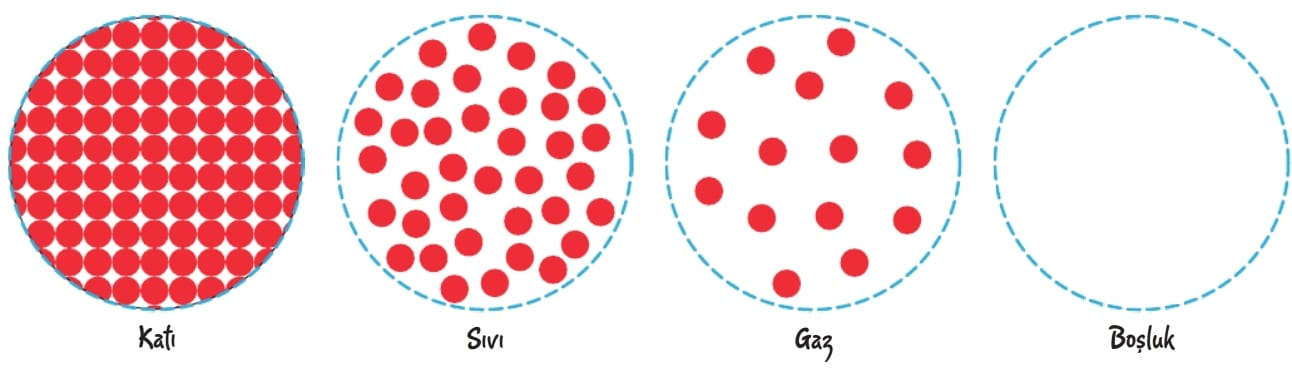 Katı
Sıvı
Gaz
Boşluk